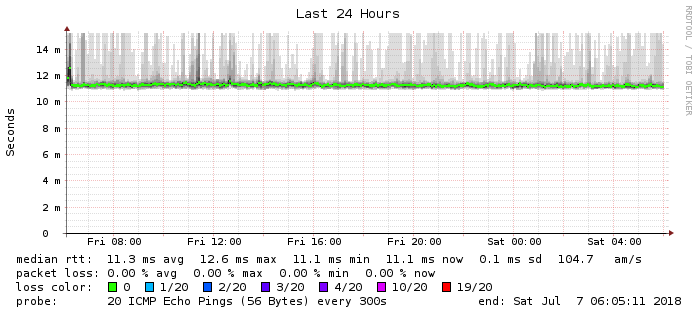 Last 24 Hours
RRDTOOL / TOBI OETIKER
Seconds
14 m
12 m
10 m
8 m
6 m
4 m
2 m
0
Fri 08:00 Fri 12:00 Fri 16:00 Fri 20:00 Sat 00:00 Sat 04:00
median rtt: 11.3 ms avg 12.6 ms max 11.1 ms min 11.1 ms now 0.1 ms sd 104.7 am/s
packet loss: 0.00 % avg 0.00 % max 0.00 % min 0.00 % now
loss color: 0 1/20 2/20 3/20 4/20 10/20 19/20
probe: 20 ICMP Echo Pings (56 Bytes) every 300s end: Sat Jul 7 06:05:11 2018